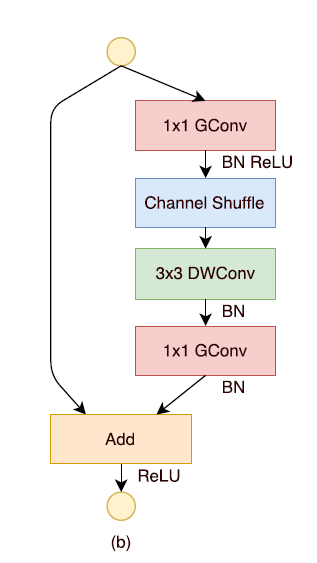 1x1 GConv
BN ReLU
Channel Shuffle
3x3 DWConv
BN
1x1 GConv
BN
Add
ReLU
(b)